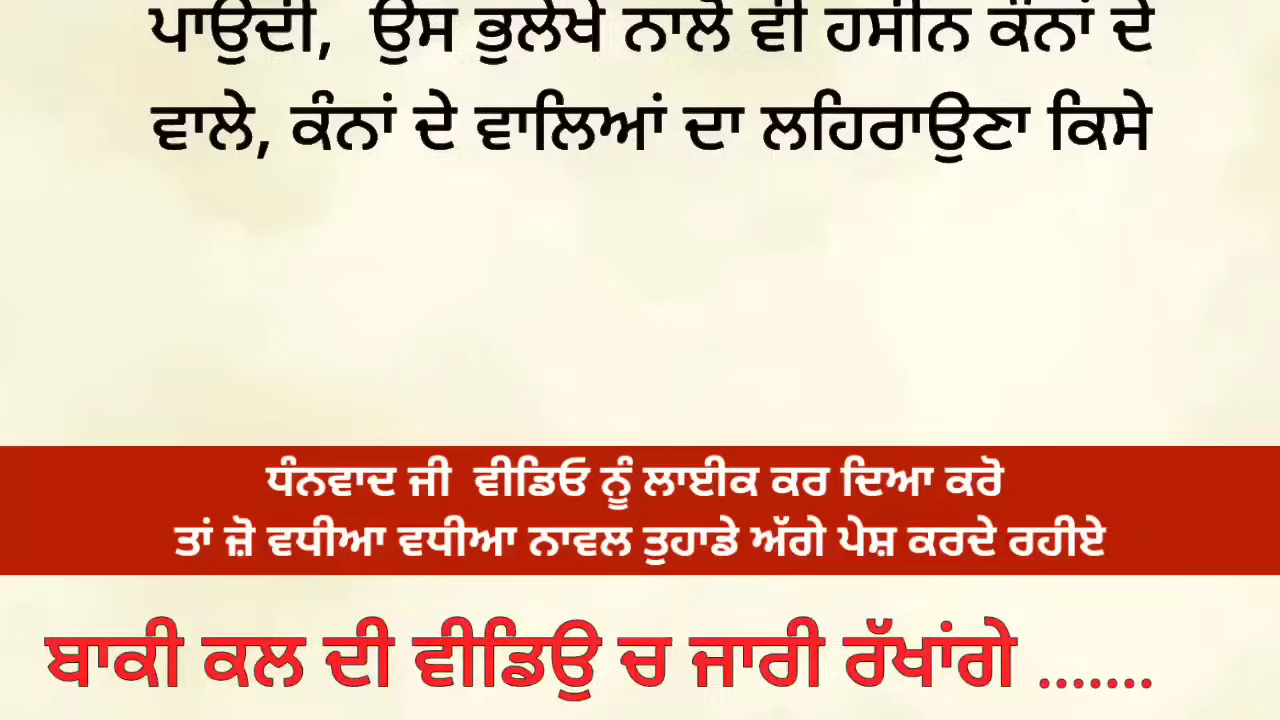 ਪਾਉਂਦੀ, ਉਸ ਭੁਲੇਖੇ ਨਾਲੋਂ ਵੀ ਹਸੀਨ ਕੰਨਾਂ ਦੇ
ਵਾਲੇ, ਕੰਨਾਂ ਦੇ ਵਾਲਿਆਂ ਦਾ ਲਹਿਰਾਉਣਾ ਕਿਸੇ
ਧੰਨਵਾਦ ਜੀ ਵੀਡਿਓ ਨੂੰ ਲਾਈਕ ਕਰ ਦਿਆ ਕਰੋ
ਤਾਂ ਜ਼ੋ ਵਧੀਆ ਵਧੀਆ ਨਾਵਲ ਤੁਹਾਡੇ ਅੱਗੇ ਪੇਸ਼ ਕਰਦੇ ਰਹੀਏ
ਬਾਕੀ ਕਲ ਦੀ ਵੀਡਿਉ ਚ ਜਾਰੀ ਰੱਖਾਂਗੇ .......